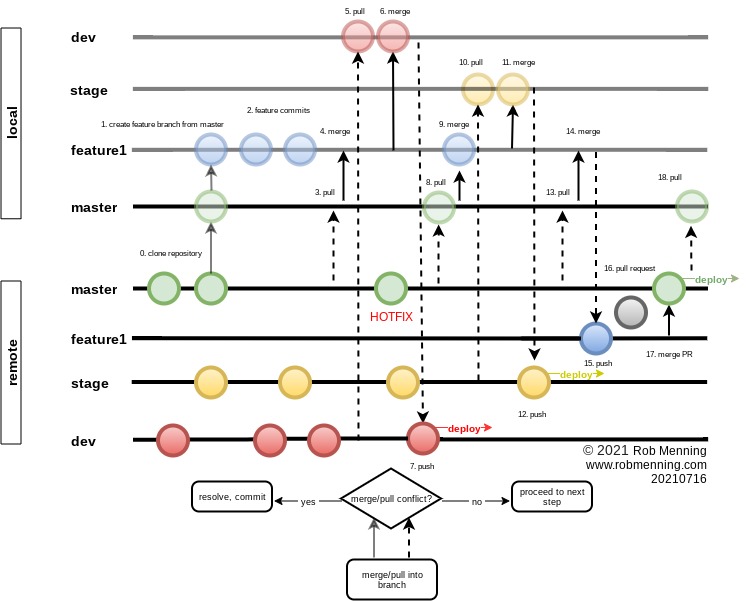 5. pull
6. merge
dev
10. pull
11. merge
stage
2. feature commits
1. create feature branch from master
4. merge
9. merge
14. merge
feature1
local
3. pull
8. pull
13. pull
18. pull
master
0. clone repository
16. pull request
deploy
master
HOTFIX
feature1
remote
15. push
17. merge PR
stage
deploy
12. push
dev
deploy
7. push
© 2021 Rob Menning
www.robmenning.com
20210716
resolve, commit
yes
merge/pull conflict?
no
proceed to next
step
merge/pull into
branch